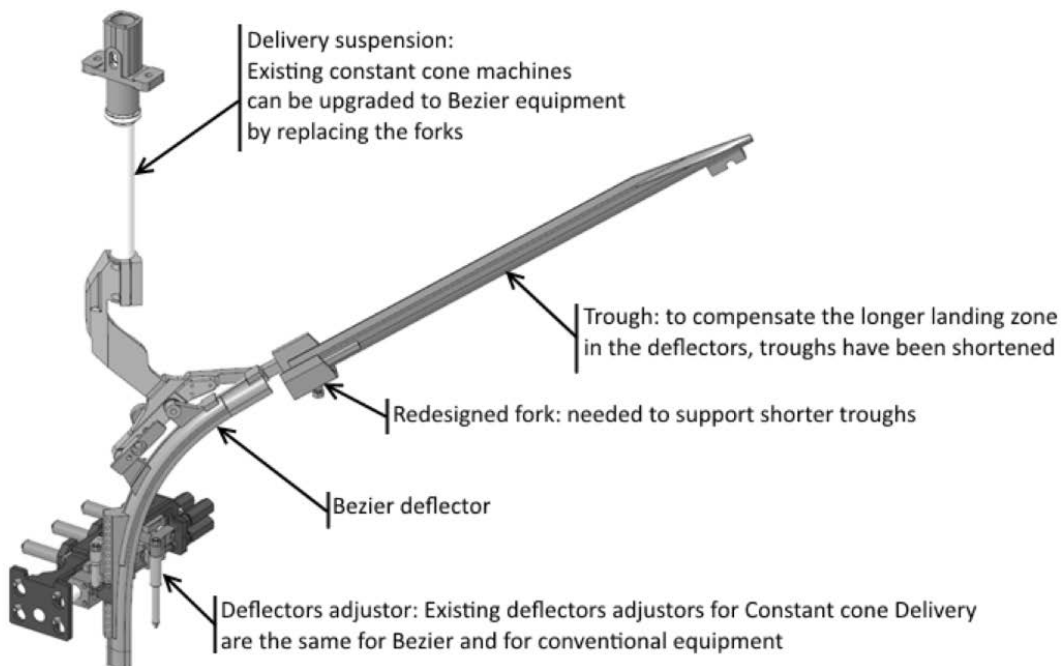 Delivery suspension:
Existing constant cone machines
can be upgraded to Bezier equipment
by replacing the forks
Trough: to compensate the longer landing zone
in the deflectors, troughs have been shortened
Redesigned fork: needed to support shorter troughs
Bezier deflector
Deflectors adjustor: Existing deflectors adjustors for Constant cone Delivery
are the same for Bezier and for conventional equipment